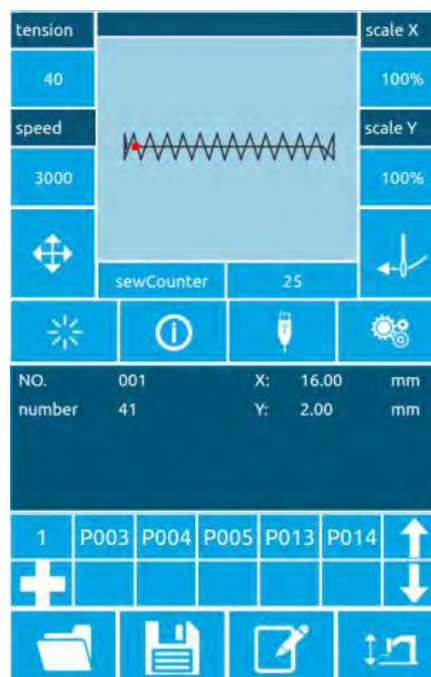 tension scale X
40 100%
speed scale Y
3000 100%
sewCounter 25
NO. 001 X: 16.00 mm
number 41 Y: 2.00 mm
1 P003 P004 P005 P013 P014